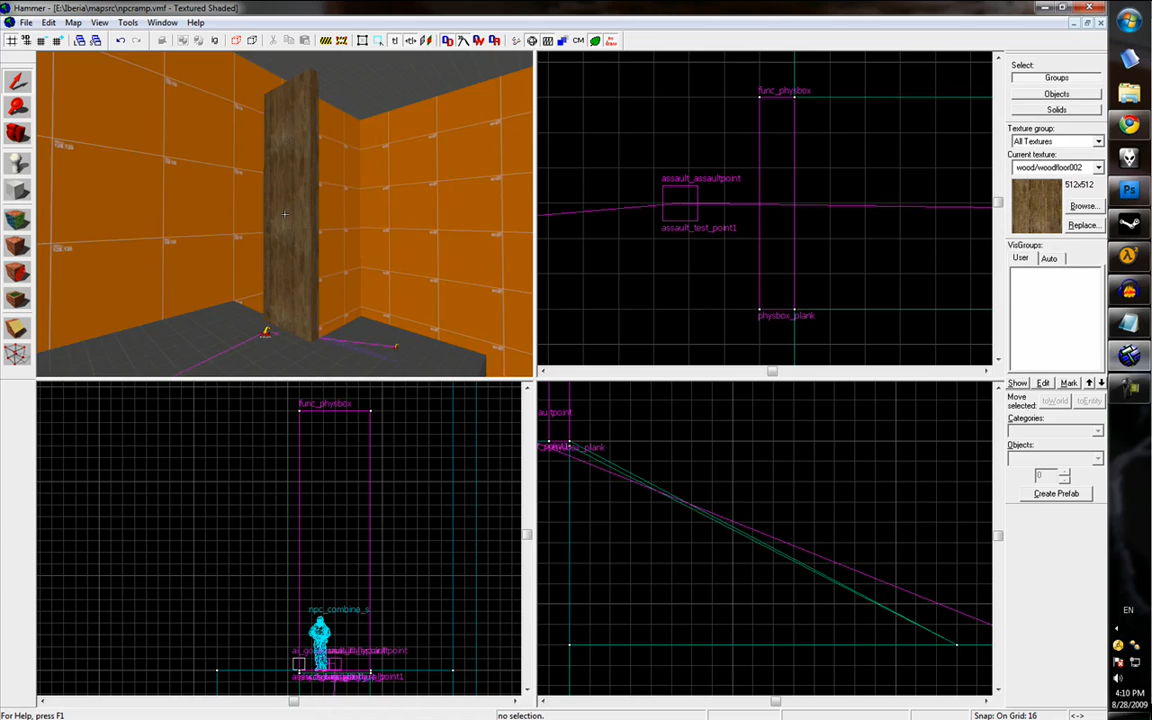 Hammer - [E:\Iberia\mapsrc\npcramp.vmf - Textured Shaded]
File Edit Map View Tools Instancing Window Help
func_physbox
assault_assaultpoint
assault_test_point1
physbox_plank
func_physbox
npc_combine_s
Select:
Groups
Objects
Solids
Texture group:
All Textures
Current texture:
wood/woodfloor002
512x512
Browse...
Replace...
VisGroups:
User Auto
Show Edit Mark
Move selected:
toWorld toEntity
Categories:
Objects:
0
Create Prefab
EN
4:10 PM
8/28/2009
For Help, press F1
no selection.
Snap: On Grid: 16
<->